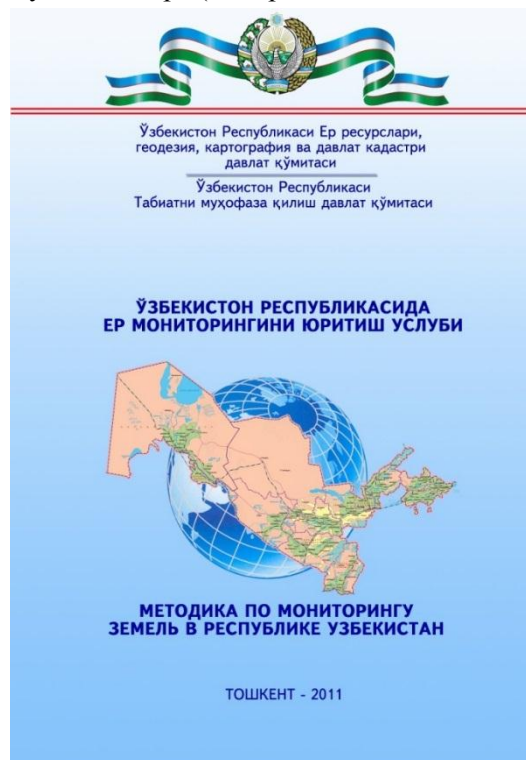 Ўзбекистон Республикаси Ер ресурслари,
геодезия, картография ва давлат кадастри
давлат қўмитаси
Ўзбекистон Республикаси
Табиатни муҳофаза қилиш давлат қўмитаси
ЎЗБЕКИСТОН РЕСПУБЛИКАСИДА
ЕР МОНИТОРИНГИНИ ЮРИТИШ УСЛУБИ
МЕТОДИКА ПО МОНИТОРИНГУ
ЗЕМЕЛЬ В РЕСПУБЛИКЕ УЗБЕКИСТАН
ТОШКЕНТ - 2011